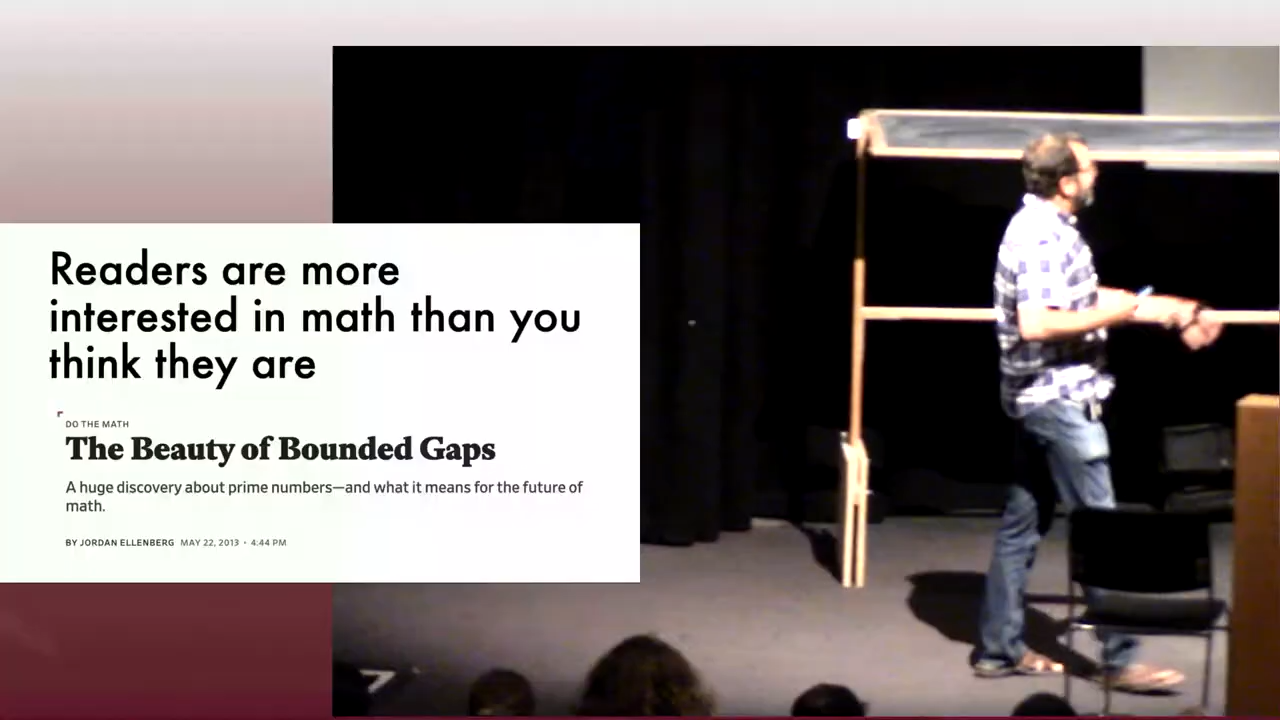 Readers are more
interested in math than you
think they are
DO THE MATH
The Beauty of Bounded Gaps
A huge discovery about prime numbers—and what it means for the future of
math.
BY JORDAN ELLENBERG MAY 22, 2013 • 4:44 PM